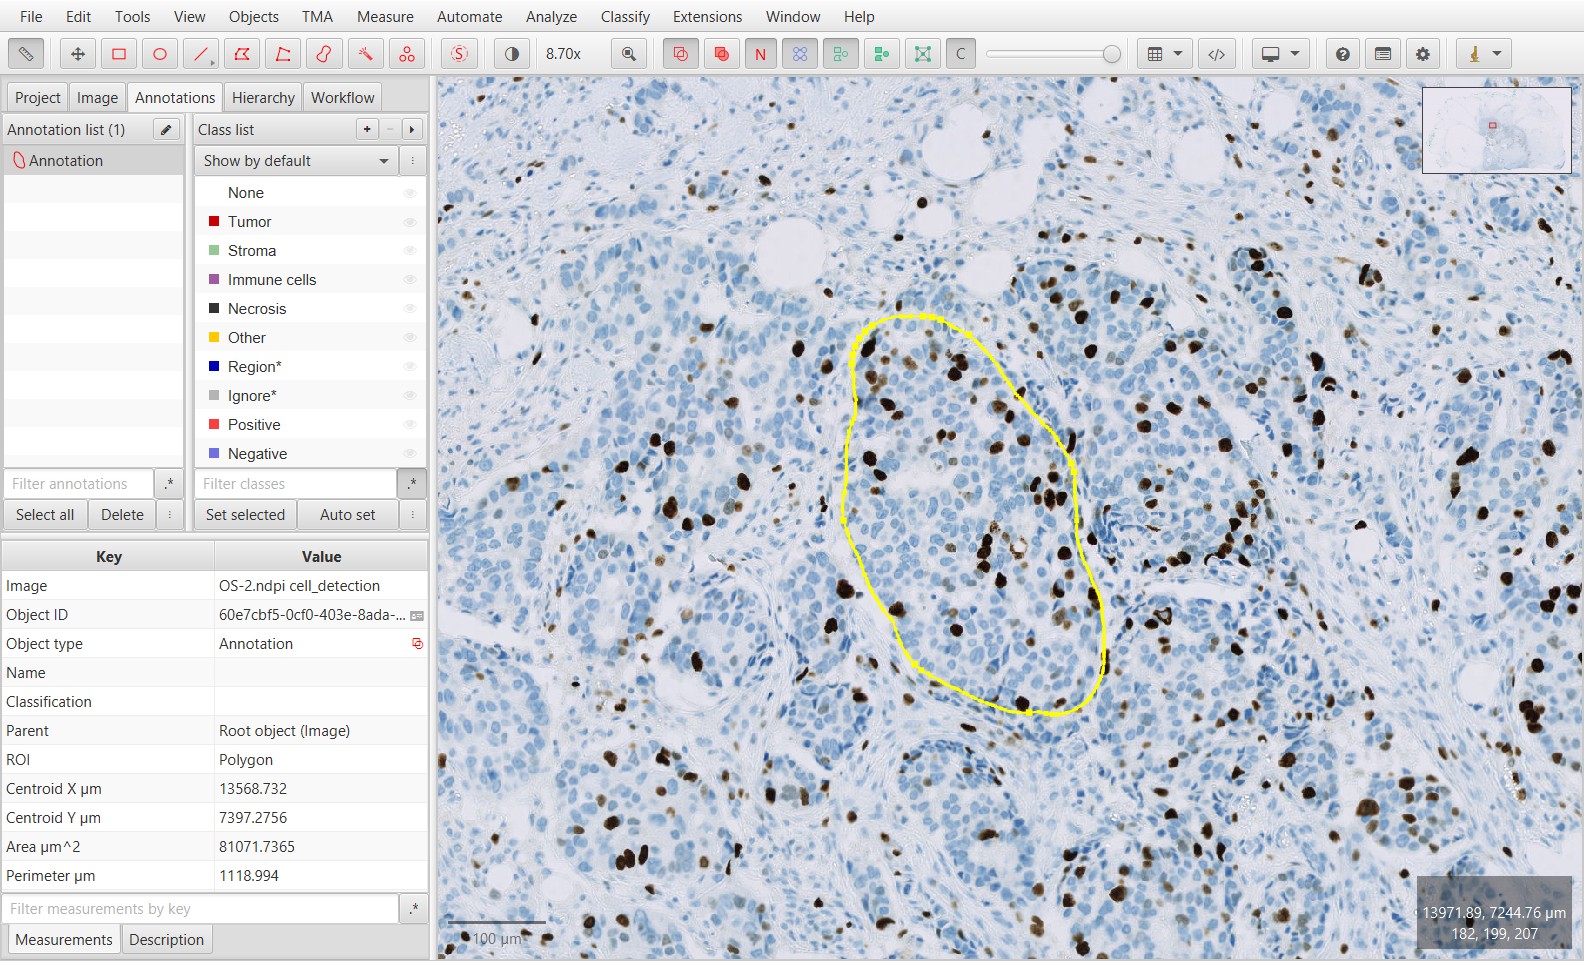 File Edit Tools View Objects TMA Measure Automate Analyze Classify Extensions Window Help
S 8.70x N C
Project Image Annotations Hierarchy Workflow
Annotation list (1)
Annotation
Filter annotations .*
Select all Delete
Class list + −
Show by default
None
Tumor
Stroma
Immune cells
Necrosis
Other
Region*
Ignore*
Positive
Negative
Filter classes .*
Set selected Auto set
Key Value
Image OS-2.ndpi cell_detection
Object ID 60e7cbf5-0cf0-403e-8ada-...
Object type Annotation
Name
Classification
Parent Root object (Image)
ROI Polygon
Centroid X µm 13568.732
Centroid Y µm 7397.2756
Area µm^2 81071.7365
Perimeter µm 1118.994
Filter measurements by key .*
Measurements Description
100 µm
13971.89, 7244.76 µm
182, 199, 207